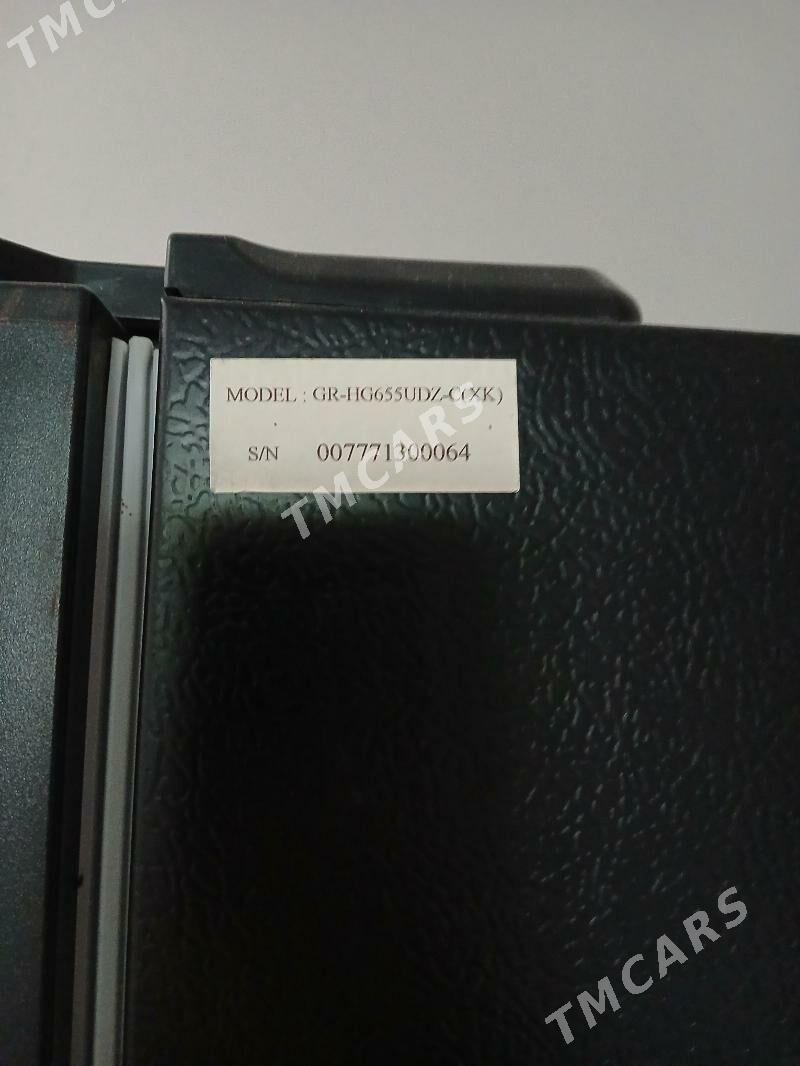 TMCARS
MODEL : GR-HG655UDZ-C(XK)
S/N 007771300064
TMCARS
TMCARS